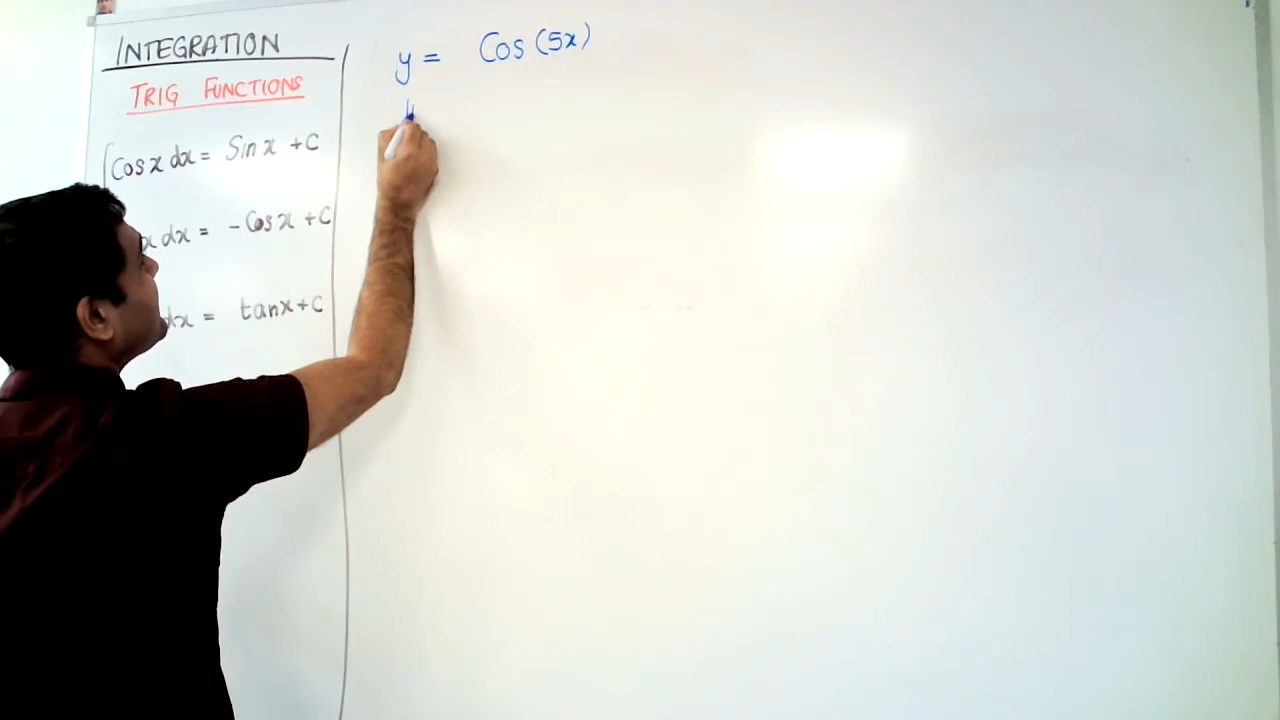 INTEGRATION
TRIG FUNCTIONS
∫Cos x dx = Sin x + C
x dx = - Cos x + C
dx = tan x + C
y = Cos (5x)